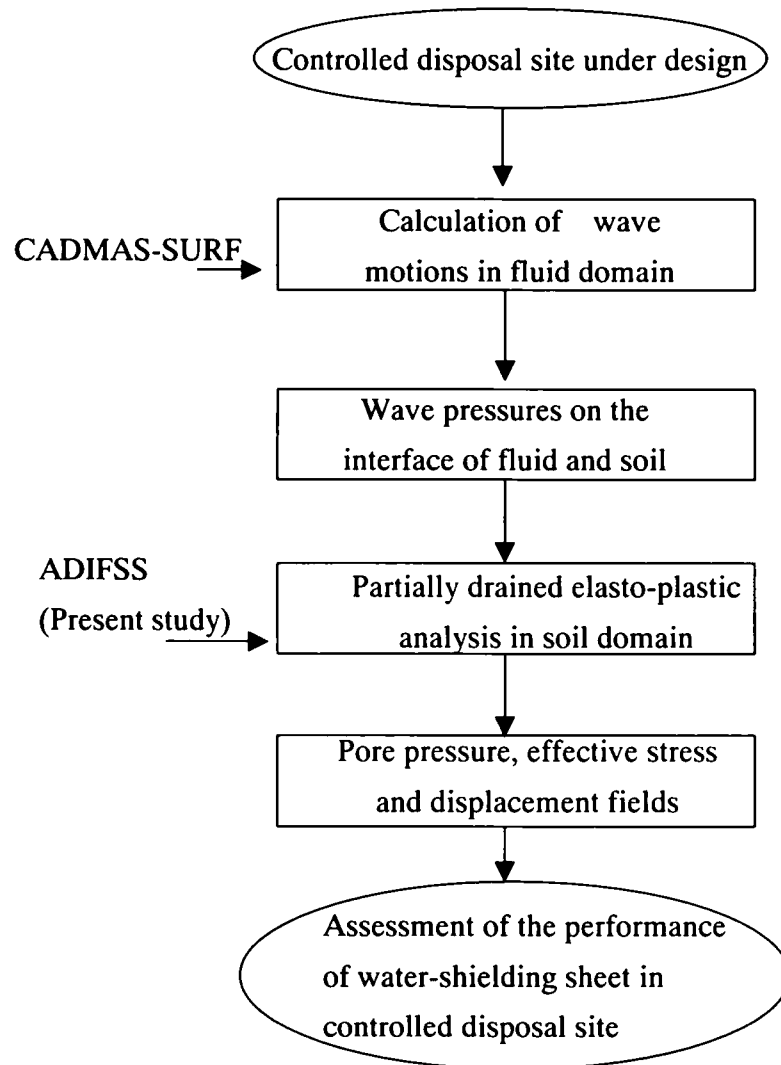 Controlled disposal site under design
Calculation of wave
motions in fluid domain
CADMAS-SURF
Wave pressures on the
interface of fluid and soil
ADIFSS
(Present study)
Partially drained elasto-plastic
analysis in soil domain
Pore pressure, effective stress
and displacement fields
Assessment of the performance
of water-shielding sheet in
controlled disposal site